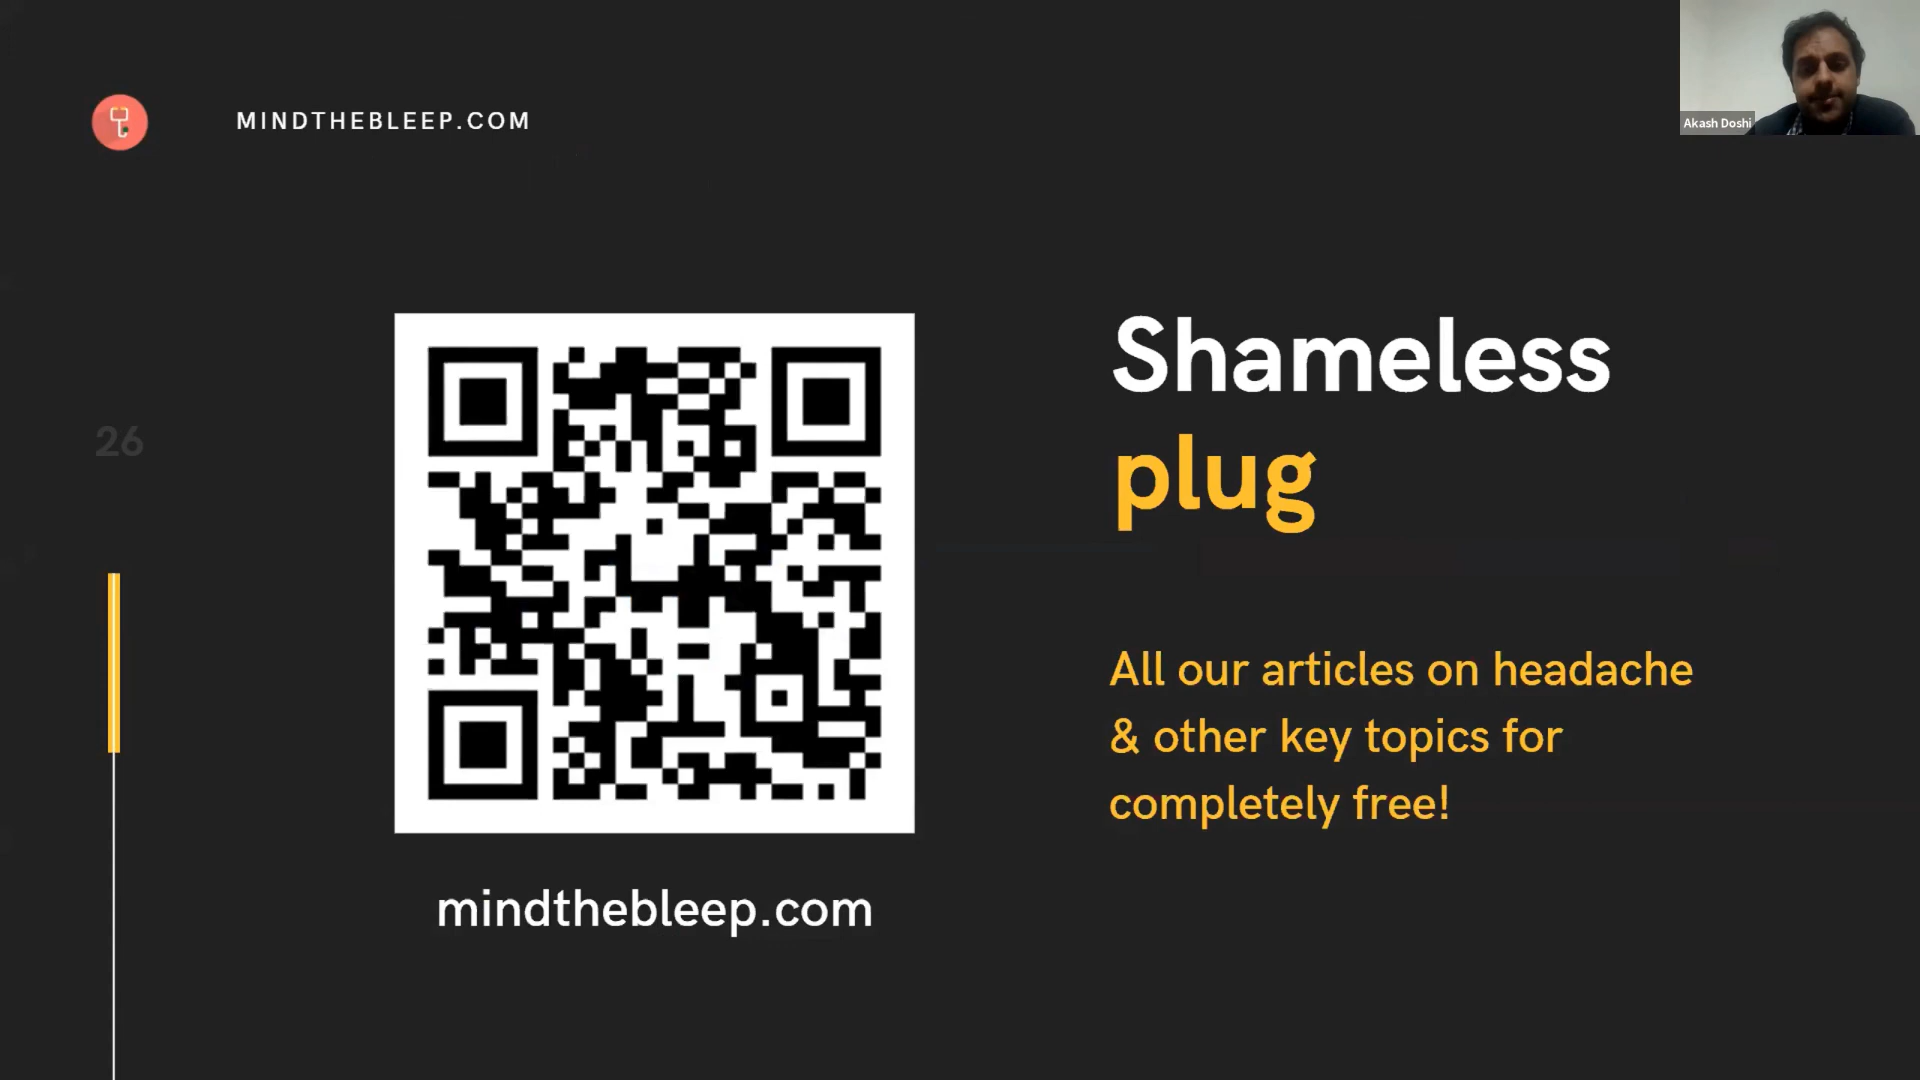 MINDTHEBLEEP.COM
Akash Doshi
26
Shameless
plug
All our articles on headache
& other key topics for
completely free!
mindthebleep.com